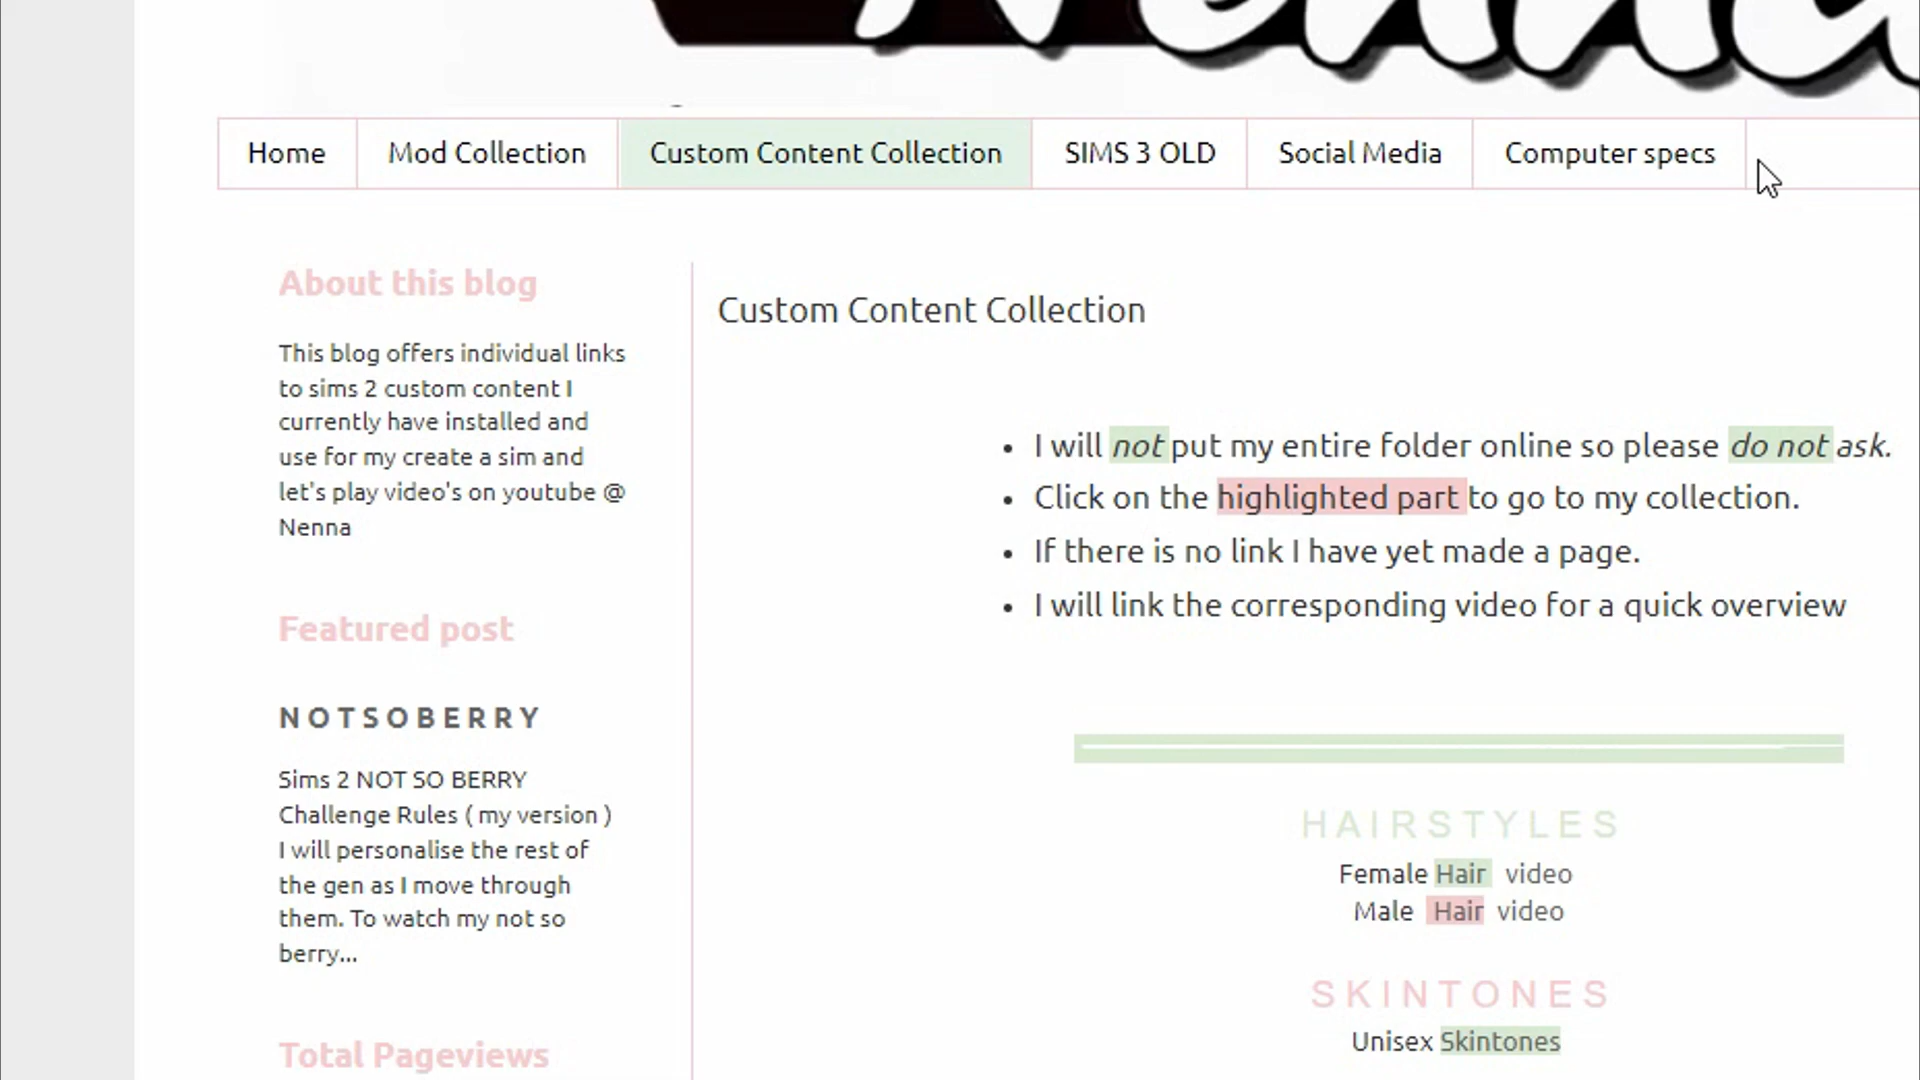 Nenna
Home
Mod Collection
Custom Content Collection
SIMS 3 OLD
Social Media
Computer specs
About this blog
This blog offers individual links
to sims 2 custom content I
currently have installed and
use for my create a sim and
let's play video's on youtube @
Nenna
Featured post
NOTSOBERRY
Sims 2 NOT SO BERRY
Challenge Rules ( my version )
I will personalise the rest of
the gen as I move through
them. To watch my not so
berry...
Total Pageviews
Custom Content Collection
• I will not put my entire folder online so please do not ask.
• Click on the highlighted part to go to my collection.
• If there is no link I have yet made a page.
• I will link the corresponding video for a quick overview
HAIRSTYLES
Female Hair video
Male Hair video
SKINTONES
Unisex Skintones